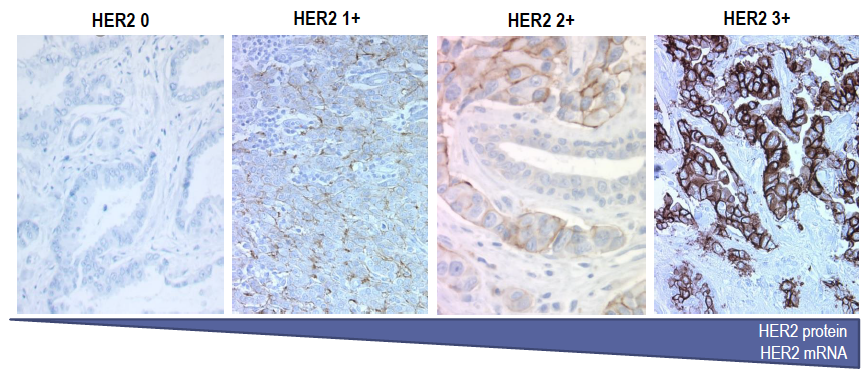 HER2 0
HER2 1+
HER2 2+
HER2 3+
HER2 protein
HER2 mRNA